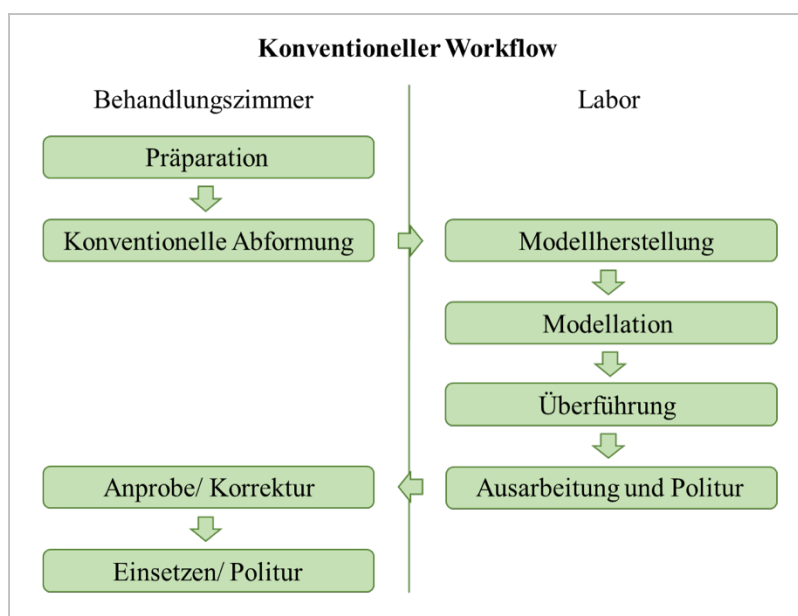 Konventioneller Workflow
Behandlungszimmer
Labor
Präparation
Konventionelle Abformung
Modellherstellung
Modellation
Überführung
Ausarbeitung und Politur
Anprobe/ Korrektur
Einsetzen/ Politur